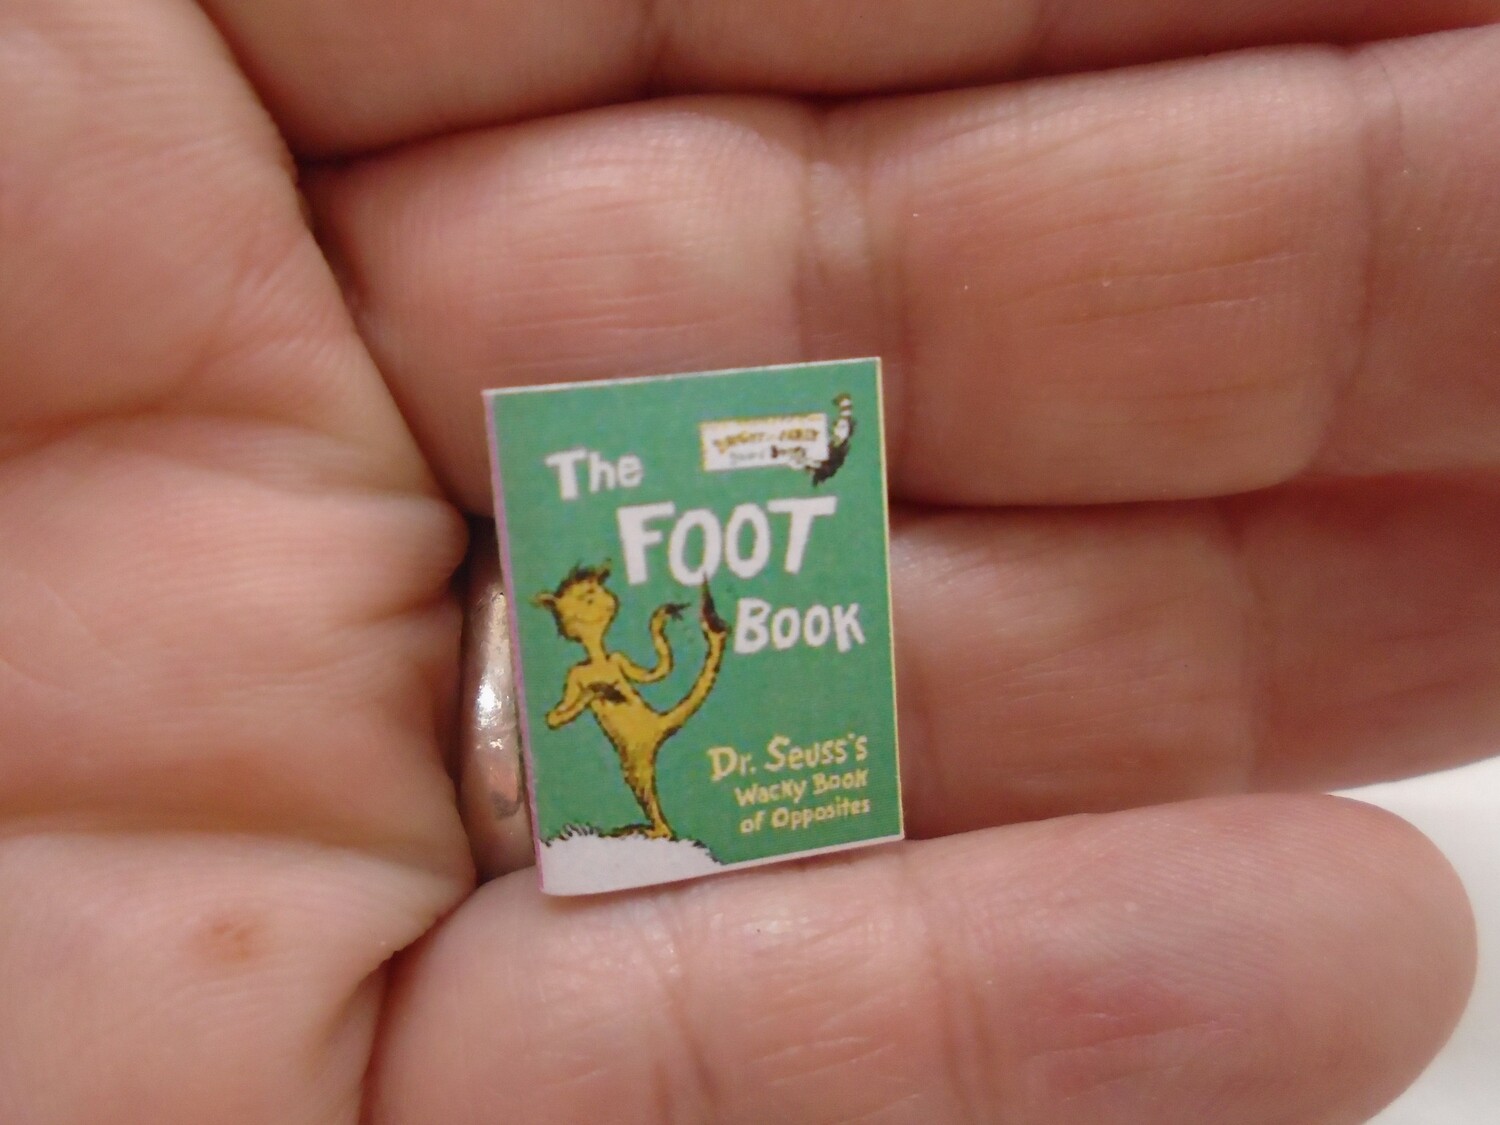 The
FOOT
BOOK
Dr. Seuss's
Wacky Book
of Opposites